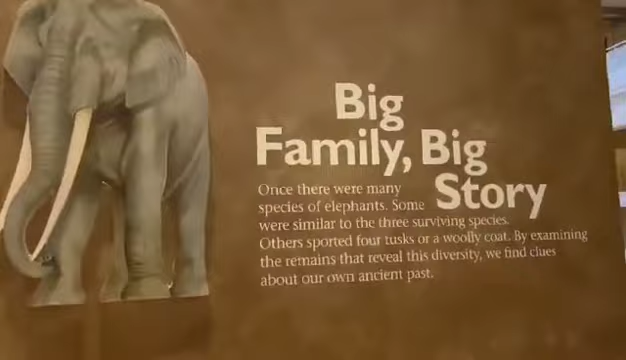 Big
Family, Big
Story
Once there were many
species of elephants. Some
were similar to the three surviving species.
Others sported four tusks or a woolly coat. By examining
the remains that reveal this diversity, we find clues
about our own ancient past.